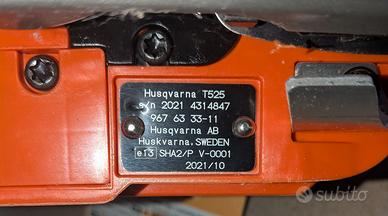 Husqvarna T525
s/n 2021 4314847
967 63 33-11
Husqvarna AB
Huskvarna, SWEDEN
e13 SHA2/P V-0001
2021/10
subito